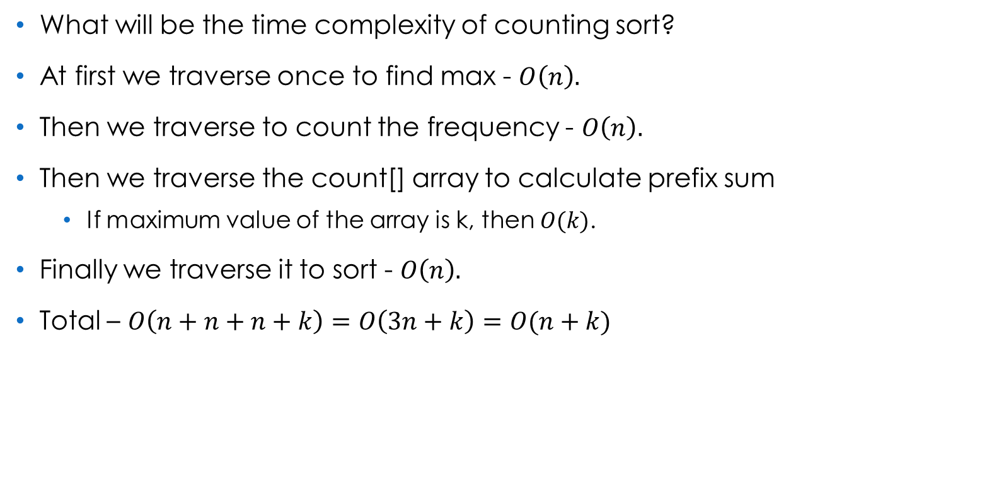 • What will be the time complexity of counting sort?
• At first we traverse once to find max - O(n).
• Then we traverse to count the frequency - O(n).
• Then we traverse the count[] array to calculate prefix sum
• If maximum value of the array is k, then O(k).
• Finally we traverse it to sort - O(n).
• Total – O(n + n + n + k) = O(3n + k) = O(n + k)